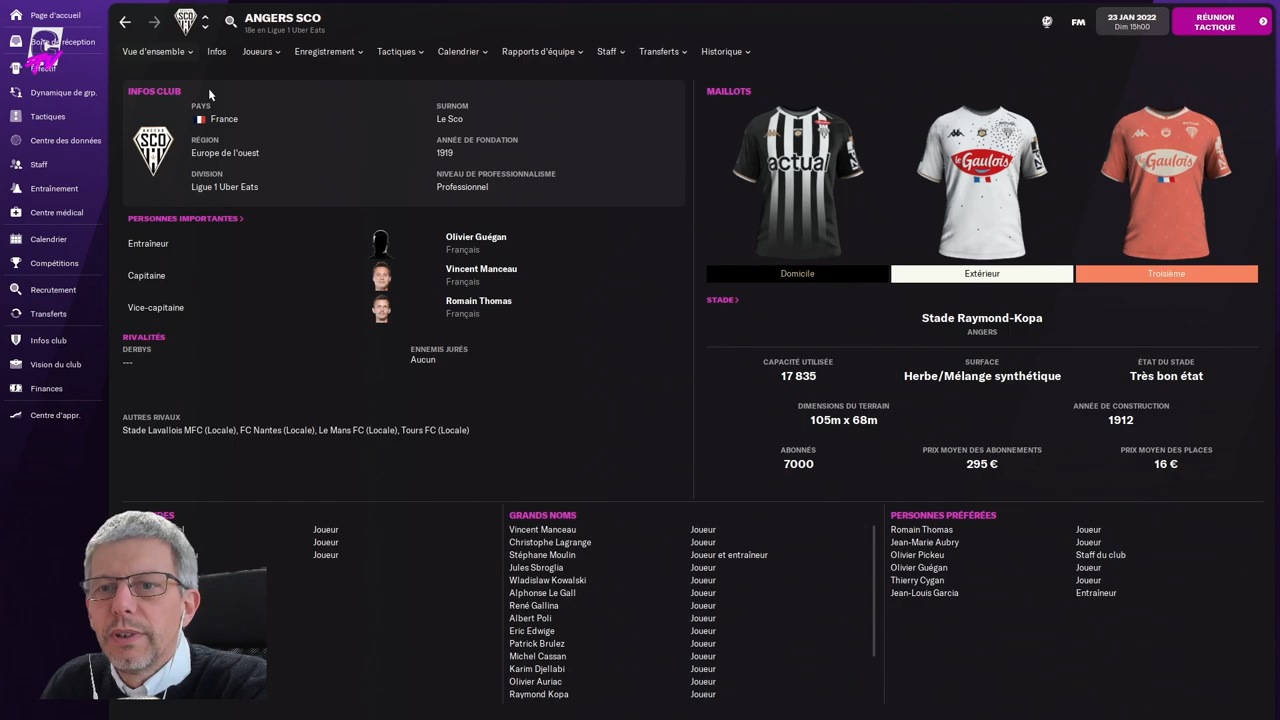 Page d'accueil
Boîte de réception
Effectif
Dynamique de grp.
Tactiques
Centre des données
Staff
Entraînement
Centre médical
Calendrier
Compétitions
Recrutement
Transferts
Infos club
Vision du club
Finances
Centre d'appr.
TV
SCO
ANGERS SCO
18e en Ligue 1 Uber Eats
FM
23 JAN 2022
Dim 15h00
RÉUNION
TACTIQUE
Vue d'ensemble
Infos
Joueurs
Enregistrement
Tactiques
Calendrier
Rapports d'équipe
Staff
Transferts
Historique
INFOS CLUB
ANGERS
SCO
PAYS
France
SURNOM
Le Sco
RÉGION
Europe de l'ouest
ANNÉE DE FONDATION
1919
DIVISION
Ligue 1 Uber Eats
NIVEAU DE PROFESSIONALISME
Professionnel
PERSONNES IMPORTANTES >
Entraîneur
Olivier Guégan
Français
Capitaine
Vincent Manceau
Français
Vice-capitaine
Romain Thomas
Français
RIVALITÉS
DERBYS
---
ENNEMIS JURÉS
Aucun
AUTRES RIVAUX
Stade Lavallois MFC (Locale), FC Nantes (Locale), Le Mans FC (Locale), Tours FC (Locale)
MAILLOTS
actual
le Gaulois
le Gaulois
Domicile
Extérieur
Troisième
STADE >
Stade Raymond-Kopa
ANGERS
CAPACITÉ UTILISÉE
17 835
SURFACE
Herbe/Mélange synthétique
ÉTAT DU STADE
Très bon état
DIMENSIONS DU TERRAIN
105m x 68m
ANNÉE DE CONSTRUCTION
1912
ABONNÉS
7000
PRIX MOYEN DES ABONNEMENTS
295 €
PRIX MOYEN DES PLACES
16 €
Joueur
Joueur
Joueur
GRANDS NOMS
Vincent Manceau Joueur
Christophe Lagrange Joueur
Stéphane Moulin Joueur et entraîneur
Jules Sbroglia Joueur
Wladislaw Kowalski Joueur
Alphonse Le Gall Joueur
René Gallina Joueur
Albert Poli Joueur
Eric Edwige Joueur
Patrick Brulez Joueur
Michel Cassan Joueur
Karim Djellabi Joueur
Olivier Auriac Joueur
Raymond Kopa Joueur
PERSONNES PRÉFÉRÉES
Romain Thomas Joueur
Jean-Marie Aubry Joueur
Olivier Pickeu Staff du club
Olivier Guégan Joueur
Thierry Cygan Joueur
Jean-Louis Garcia Entraîneur